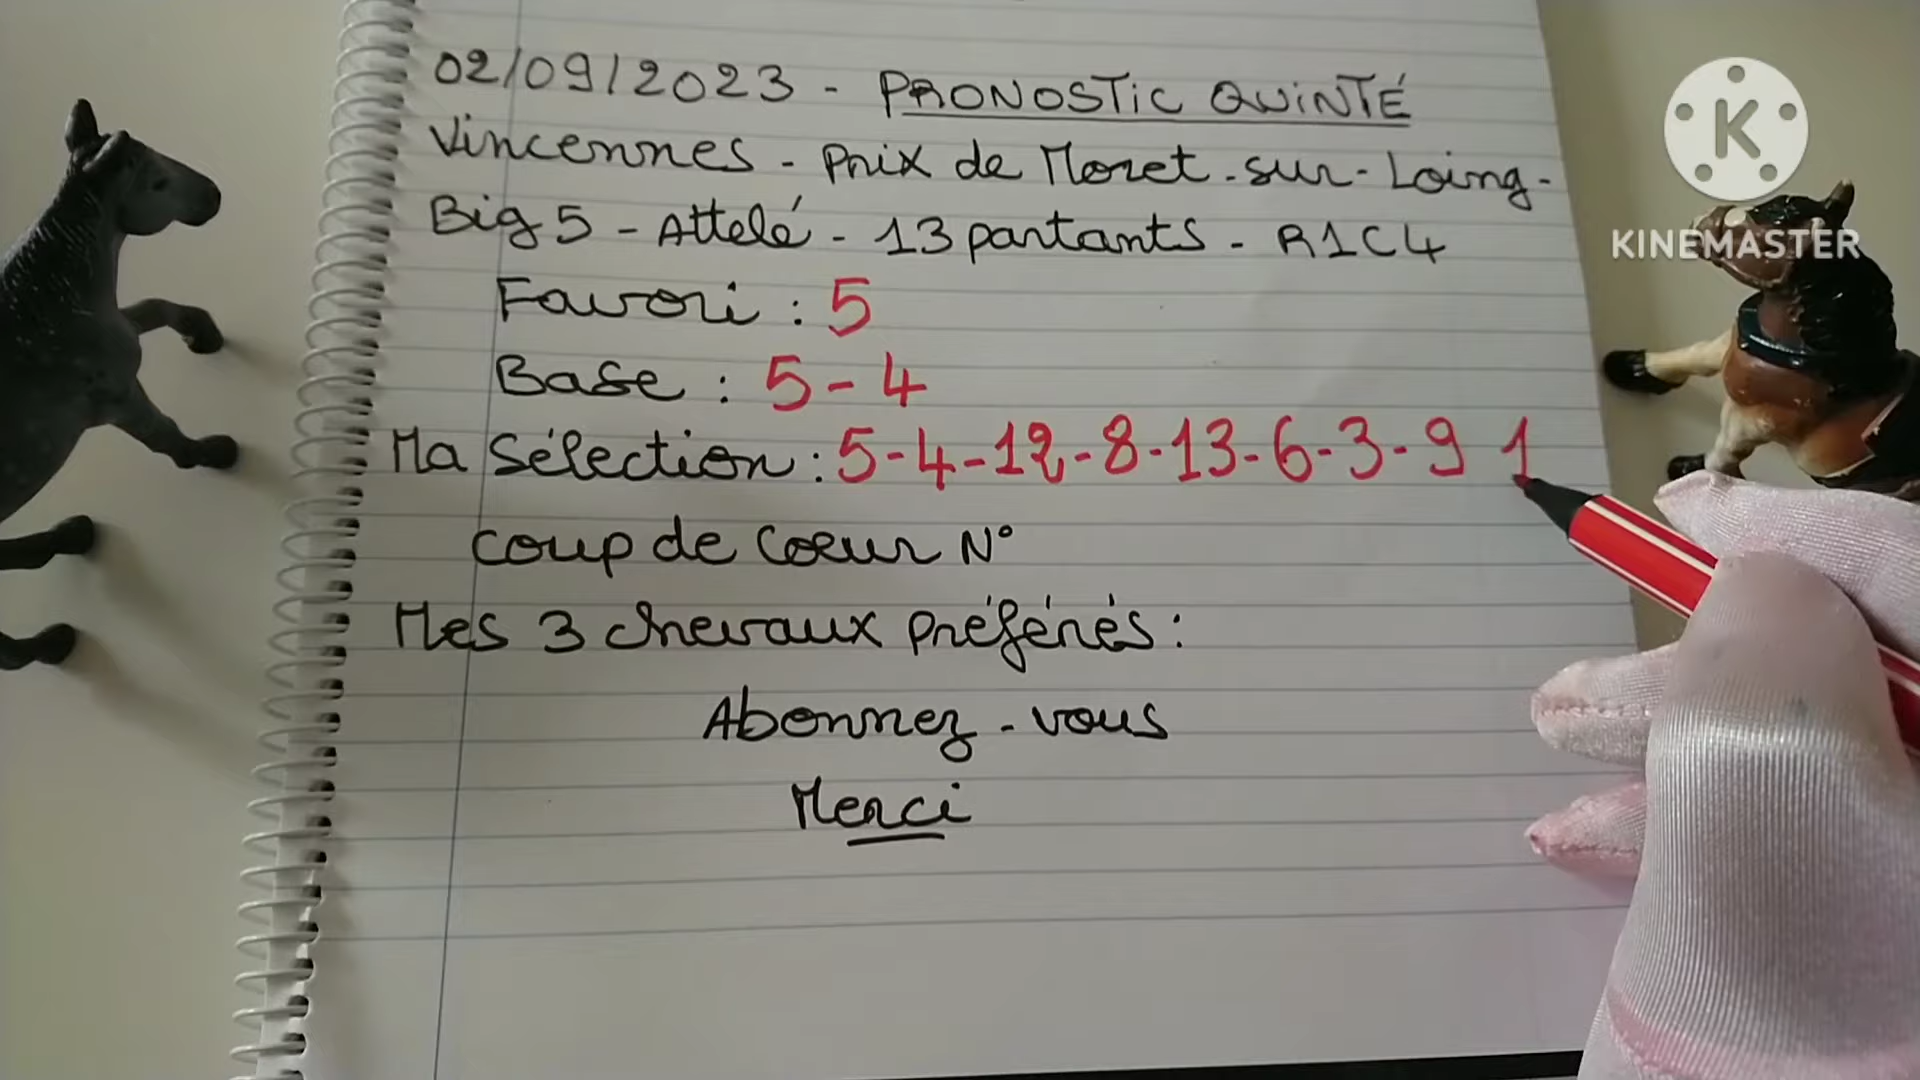 02/09/2023 - PRONOSTIC QUINTÉ
Vincennes - Prix de Moret-sur-Loing-
Big 5 - Attelé - 13 partants - R1C4
Favori : 5
Base : 5-4
Ma Sélection : 5-4-12-8-13-6-3-9 1
Coup de Coeur N°
Mes 3 chevaux préférés :
Abonnez-vous
Merci
K
KINEMASTER